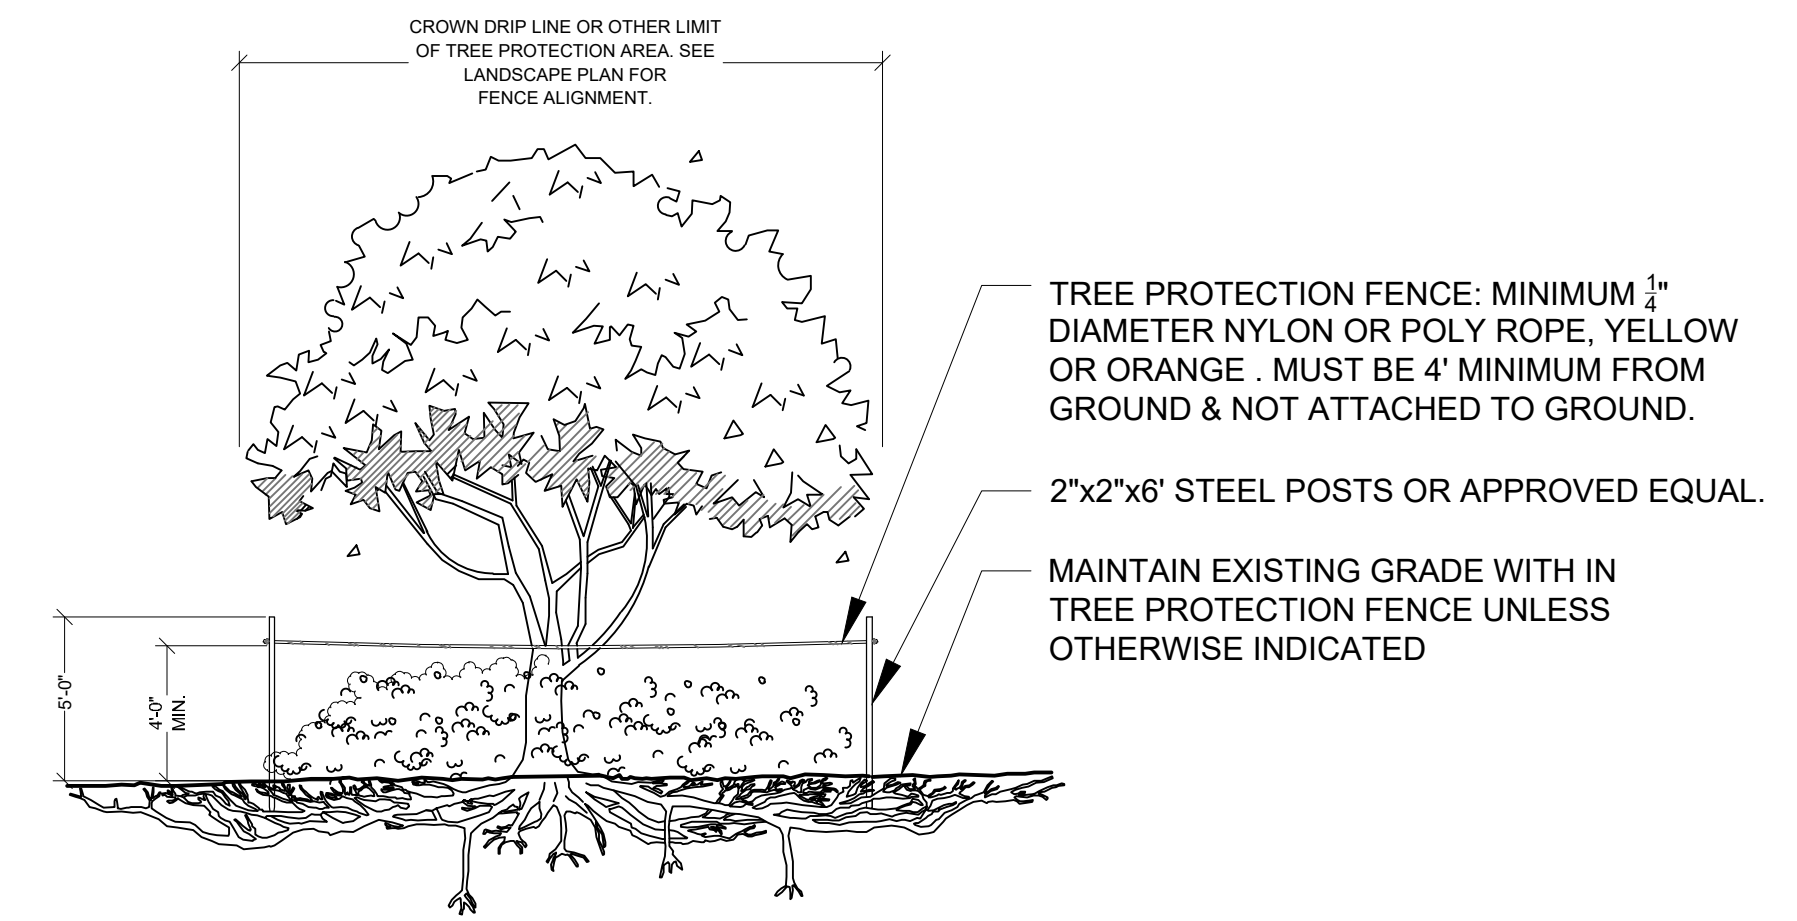 CROWN DRIP LINE OR OTHER LIMIT
OF TREE PROTECTION AREA. SEE
LANDSCAPE PLAN FOR
FENCE ALIGNMENT.
TREE PROTECTION FENCE: MINIMUM 1/4"
DIAMETER NYLON OR POLY ROPE, YELLOW
OR ORANGE . MUST BE 4' MINIMUM FROM
GROUND & NOT ATTACHED TO GROUND.
2"x2"x6' STEEL POSTS OR APPROVED EQUAL.
MAINTAIN EXISTING GRADE WITH IN
TREE PROTECTION FENCE UNLESS
OTHERWISE INDICATED
5'-0"
4'-0"
MIN.